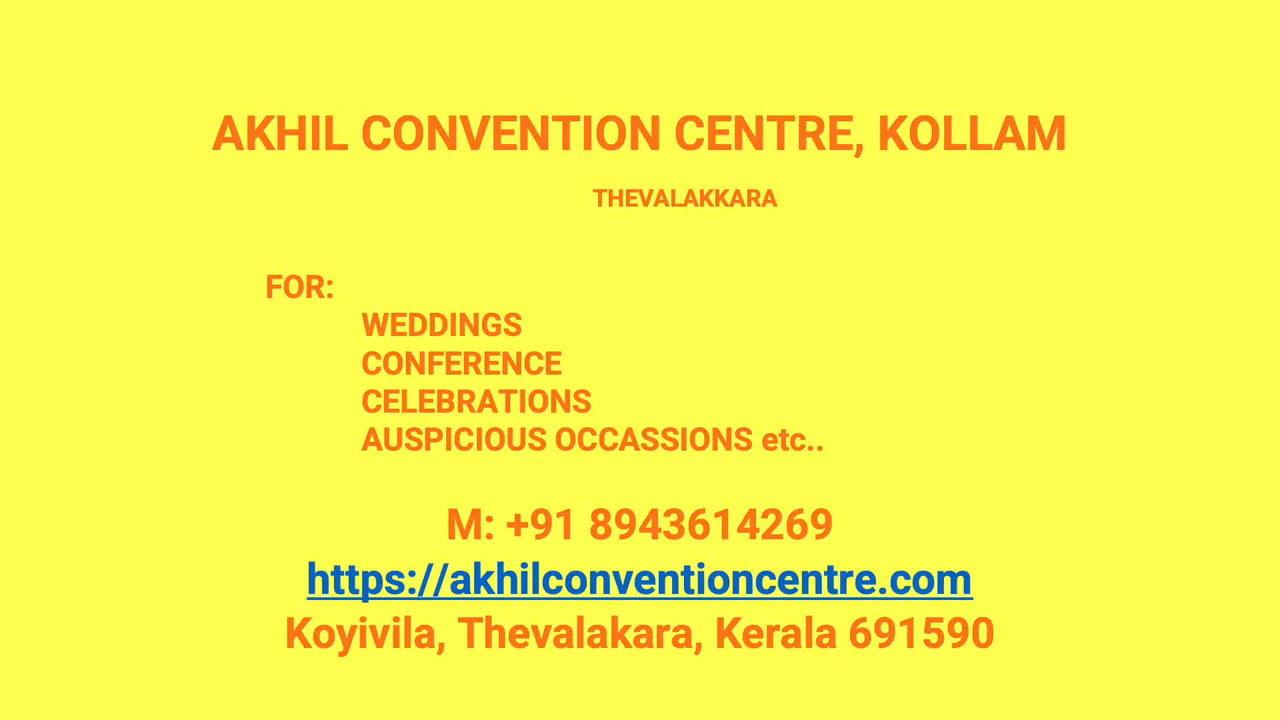 AKHIL CONVENTION CENTRE, KOLLAM
THEVALAKKARA
FOR:
WEDDINGS
CONFERENCE
CELEBRATIONS
AUSPICIOUS OCCASSIONS etc..
M: +91 8943614269
https://akhilconventioncentre.com
Koyivila, Thevalakara, Kerala 691590